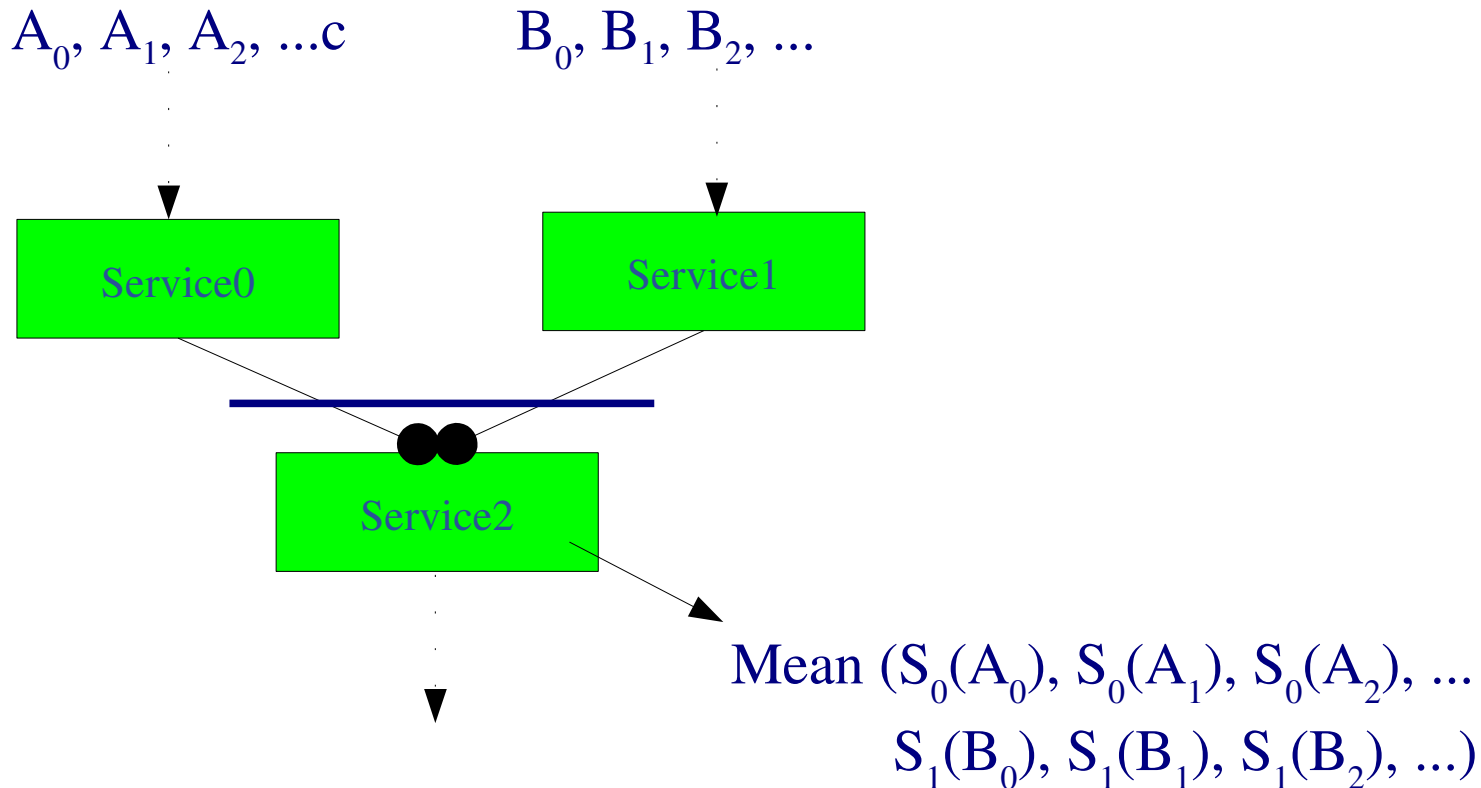 A0, A1, A2, ...c
B0, B1, B2, ...
Service0
Service1
Service2
Mean (S0(A0), S0(A1), S0(A2), ...
S1(B0), S1(B1), S1(B2), ...)